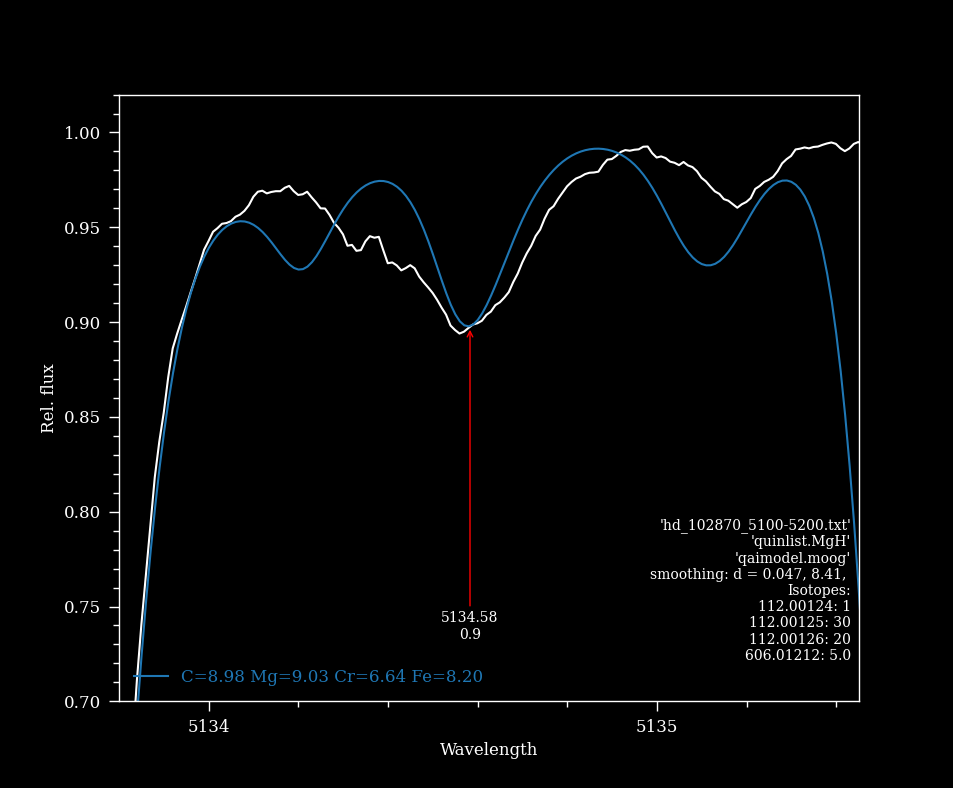 1.00
0.95
0.90
0.85
0.80
0.75
0.70
Rel. flux
'hd_102870_5100-5200.txt'
'quinlist.MgH'
'qaimodel.moog'
smoothing: d = 0.047, 8.41,
Isotopes:
112.00124: 1
112.00125: 30
112.00126: 20
606.01212: 5.0
5134.58
0.9
C=8.98 Mg=9.03 Cr=6.64 Fe=8.20
5134
5135
Wavelength